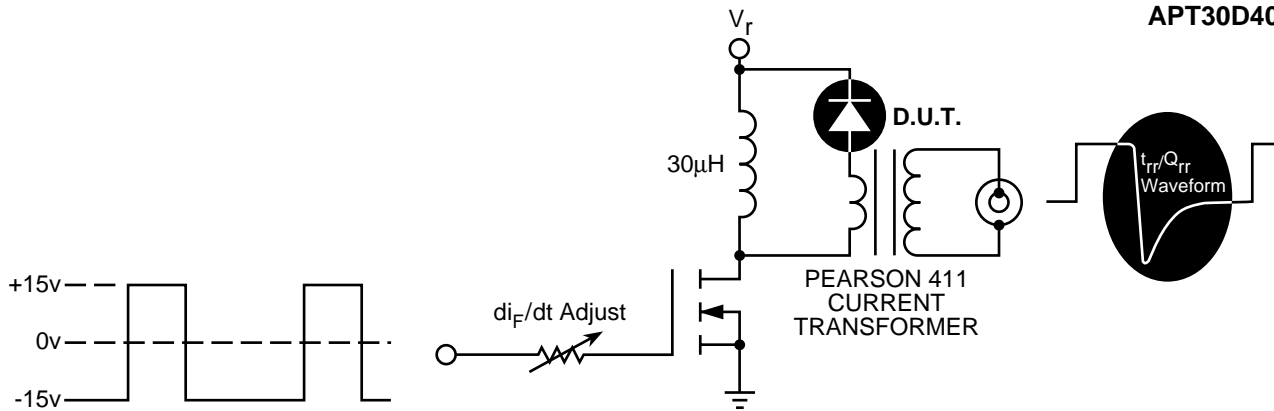 APT30D40
Vr
D.U.T.
30µH
trr/Qrr
Waveform
PEARSON 411
CURRENT
TRANSFORMER
+15v
diF/dt Adjust
0v
-15v